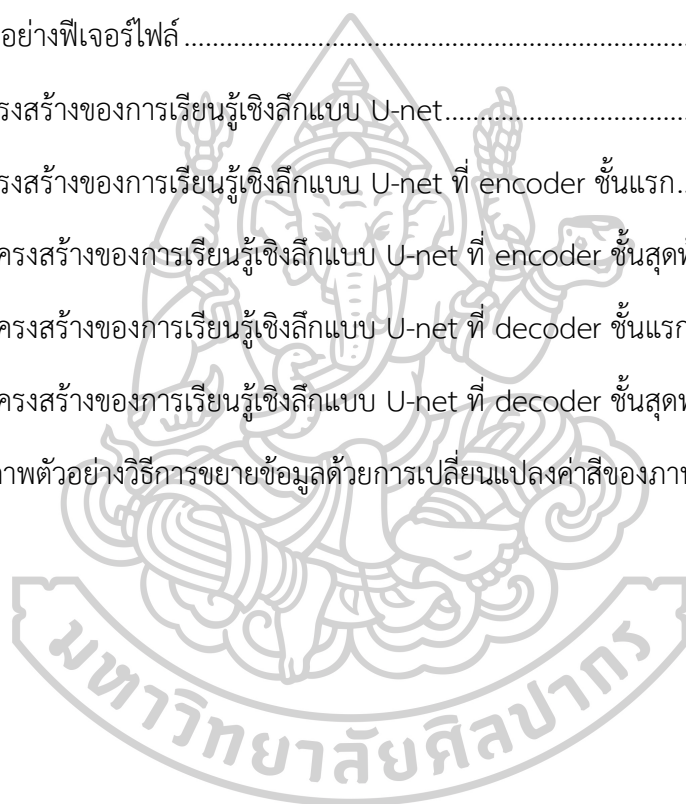 อย่างฟีเจอร์ไฟล์
รงสร้างของการเรียนรู้เชิงลึกแบบ U-net
รงสร้างของการเรียนรู้เชิงลึกแบบ U-net ที่ encoder ชั้นแรก
ครงสร้างของการเรียนรู้เชิงลึกแบบ U-net ที่ encoder ชั้นสุดท
ครงสร้างของการเรียนรู้เชิงลึกแบบ U-net ที่ decoder ชั้นแรก
ครงสร้างของการเรียนรู้เชิงลึกแบบ U-net ที่ decoder ชั้นสุดท
าพตัวอย่างวิธีการขยายข้อมูลด้วยการเปลี่ยนแปลงค่าสีของภาพ
มหาวิทยาลัยศิลปากร